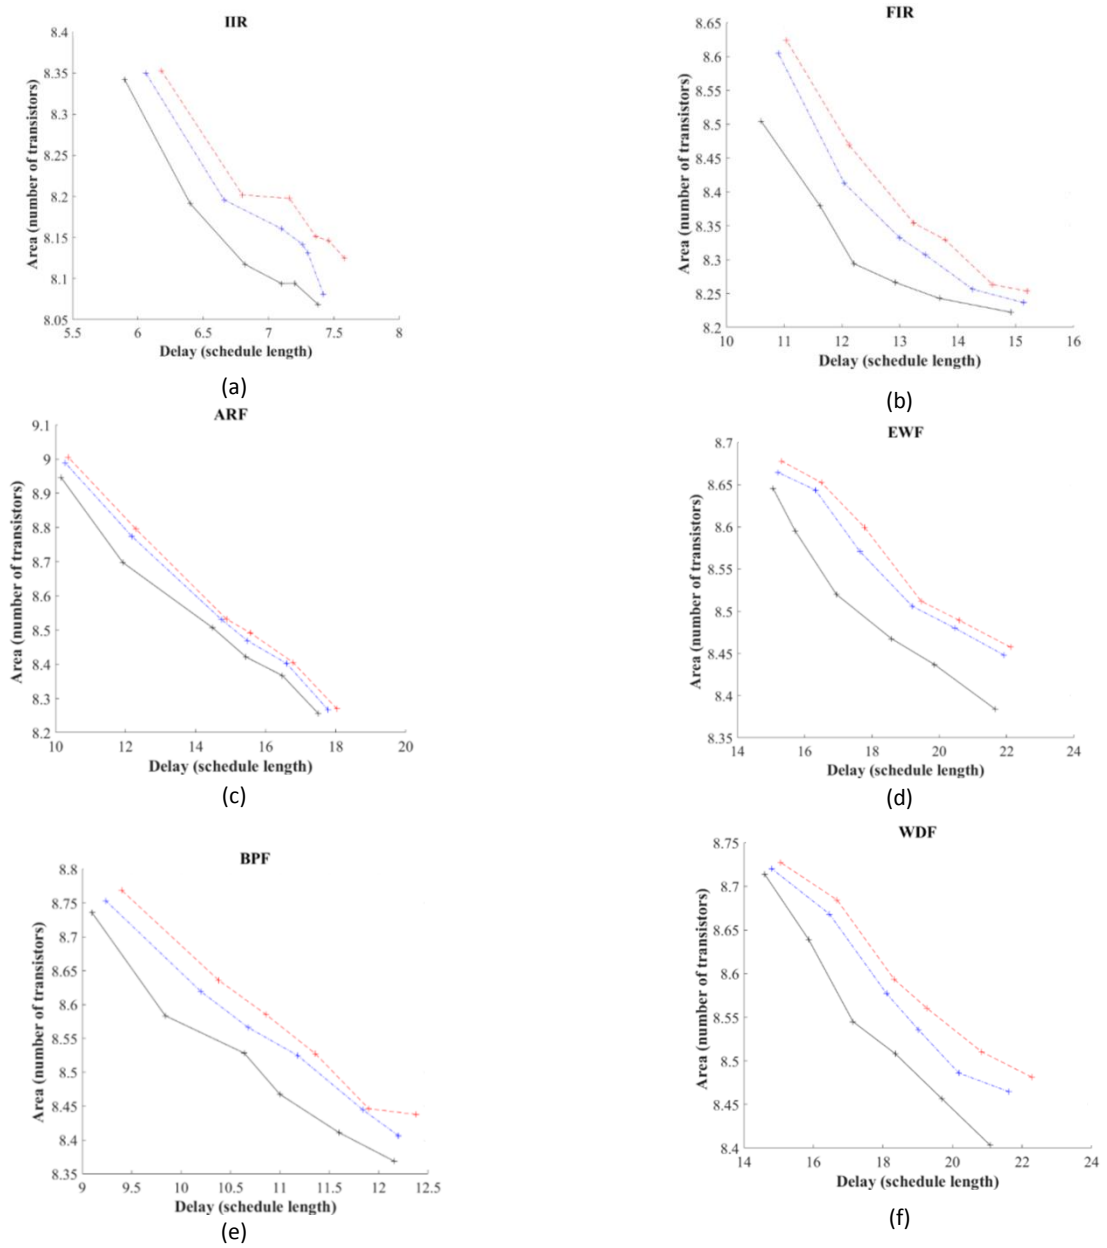 IIR
8.4
8.35
8.3
8.25
8.2
8.15
8.1
8.05
Area (number of transistors)
5.5 6 6.5 7 7.5 8
Delay (schedule length)
(a)
FIR
8.65
8.6
8.55
8.5
8.45
8.4
8.35
8.3
8.25
8.2
Area (number of transistors)
10 11 12 13 14 15 16
Delay (schedule length)
(b)
ARF
9.1
9
8.9
8.8
8.7
8.6
8.5
8.4
8.3
8.2
Area (number of transistors)
10 12 14 16 18 20
Delay (schedule length)
(c)
EWF
8.7
8.65
8.6
8.55
8.5
8.45
8.4
8.35
Area (number of transistors)
14 16 18 20 22 24
Delay (schedule length)
(d)
BPF
8.8
8.75
8.7
8.65
8.6
8.55
8.5
8.45
8.4
8.35
Area (number of transistors)
9 9.5 10 10.5 11 11.5 12 12.5
Delay (schedule length)
(e)
WDF
8.75
8.7
8.65
8.6
8.55
8.5
8.45
8.4
Area (number of transistors)
14 16 18 20 22 24
Delay (schedule length)
(f)